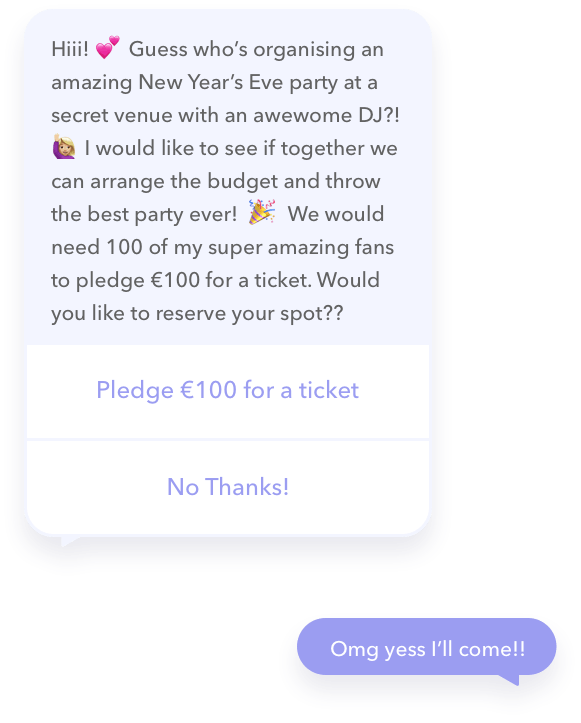 Hiii! 💕 Guess who’s organising an
amazing New Year’s Eve party at a
secret venue with an awewome DJ?!
🙋🏼‍♀️ I would like to see if together we
can arrange the budget and throw
the best party ever! 🎉 We would
need 100 of my super amazing fans
to pledge €100 for a ticket. Would
you like to reserve your spot??
Pledge €100 for a ticket
No Thanks!
Omg yess I’ll come!!